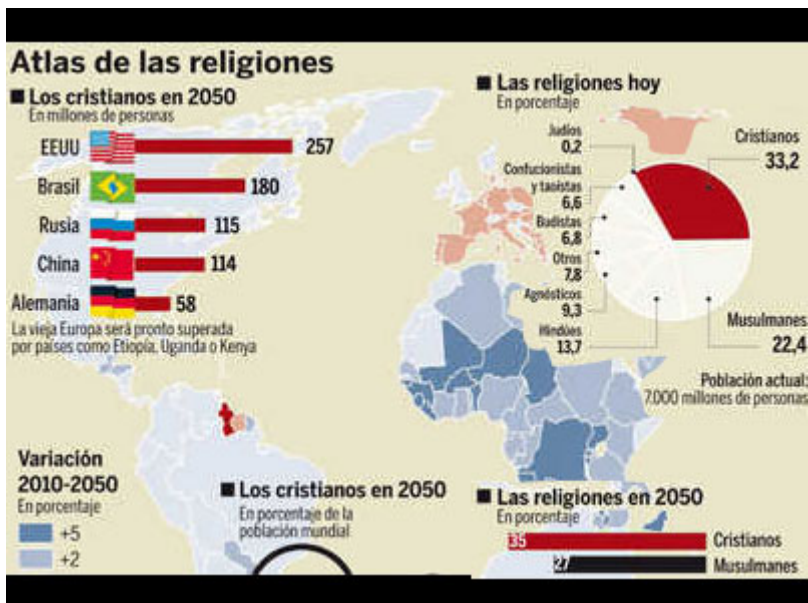 Atlas de las religiones
Los cristianos en 2050
En millones de personas
EEUU 257
Brasil 180
Rusia 115
China 114
Alemania 58
La vieja Europa será pronto superada
por países como Etiopía, Uganda o Kenya
Las religiones hoy
En porcentaje
Judíos
0,2
Cristianos
33,2
Confucionistas
y taoistas
6,6
Budistas
6,8
Otros
7,8
Agnósticos
9,3
Hindúes
13,7
Musulmanes
22,4
Población actual:
7.000 millones de personas
Variación
2010-2050
En porcentaje
+5
+2
Los cristianos en 2050
En porcentaje de la
población mundial
Las religiones en 2050
En porcentaje
35 Cristianos
27 Musulmanes